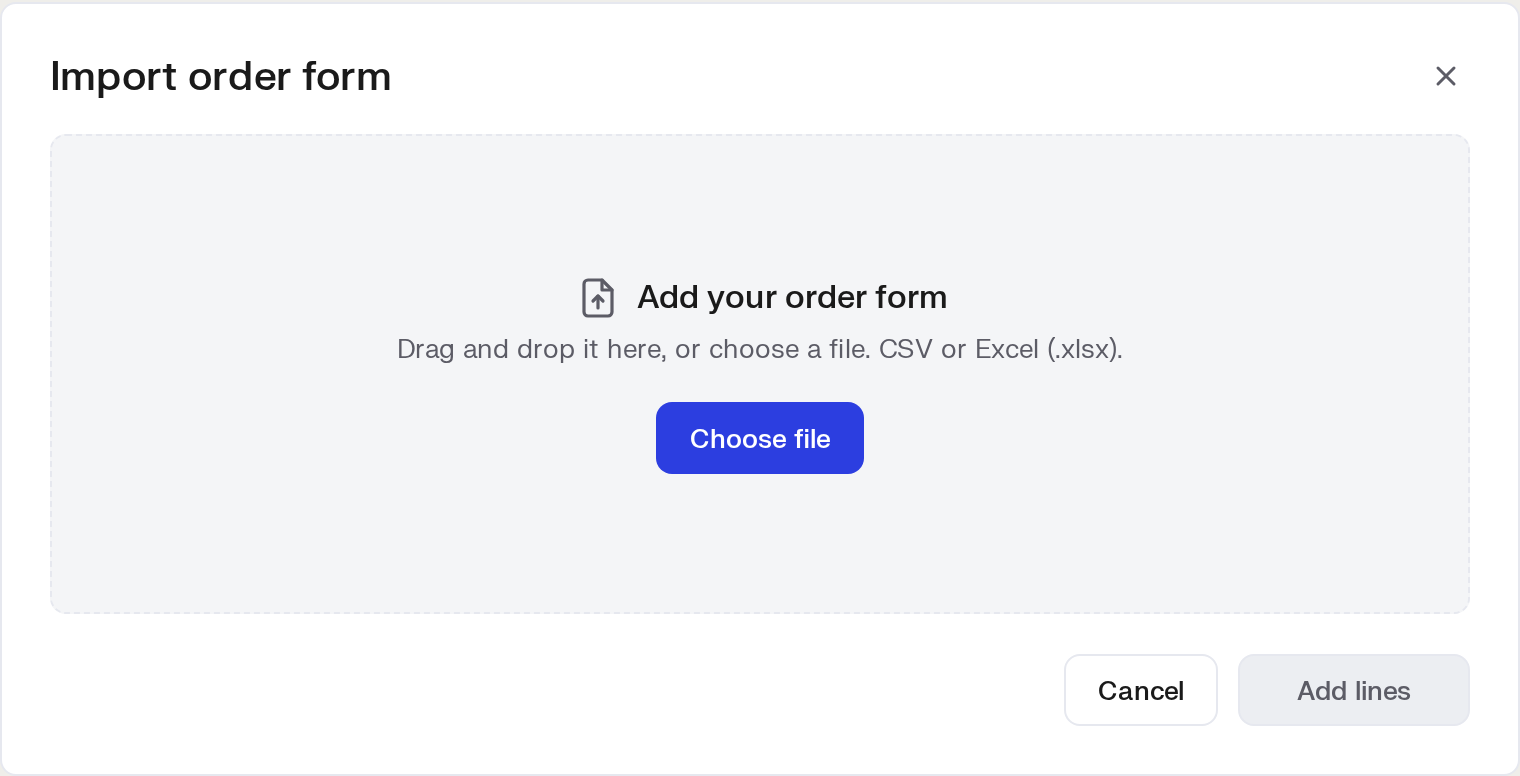 Import order form
Add your order form
Drag and drop it here, or choose a file. CSV or Excel (.xlsx).
Choose file
Cancel
Add lines